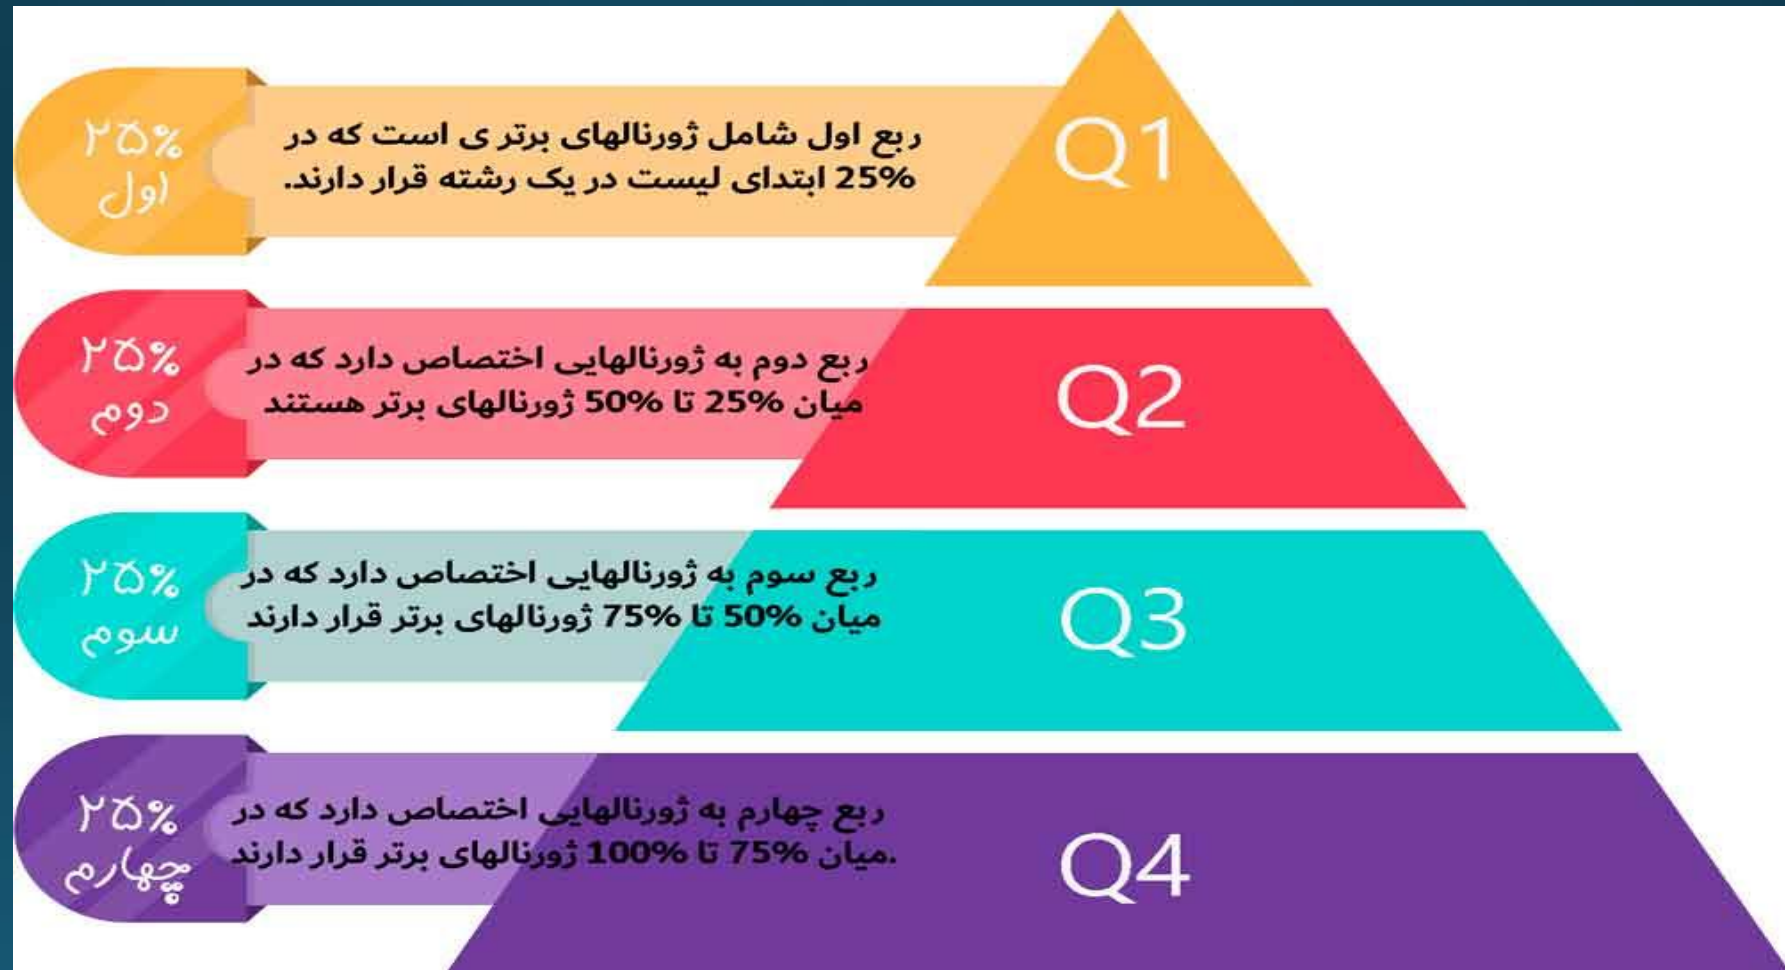 ۲۵%
اول
ربع اول شامل ژورنالهای برتر ی است که در
25% ابتدای لیست در یک رشته قرار دارند.
Q1
۲۵%
دوم
ربع دوم به ژورنالهایی اختصاص دارد که در
میان %25 تا %50 ژورنالهای برتر هستند
Q2
۲۵%
سوم
ربع سوم به ژورنالهایی اختصاص دارد که در
میان %50 تا %75 ژورنالهای برتر قرار دارند
Q3
۲۵%
چهارم
ربع چهارم به ژورنالهایی اختصاص دارد که در
.میان %75 تا %100 ژورنالهای برتر قرار دارند
Q4